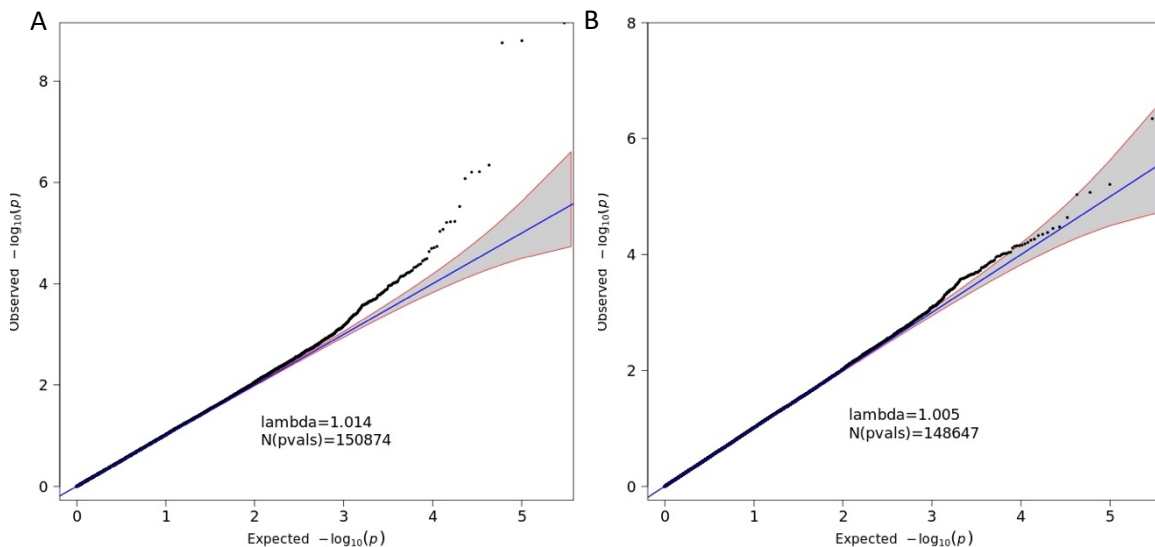 A
8
6
4
2
0
Observed −log₁₀(p)
lambda=1.014
N(pvals)=150874
0 1 2 3 4 5
Expected −log₁₀(p)
B
8
6
4
2
0
Observed −log₁₀(p)
lambda=1.005
N(pvals)=148647
0 1 2 3 4 5
Expected −log₁₀(p)